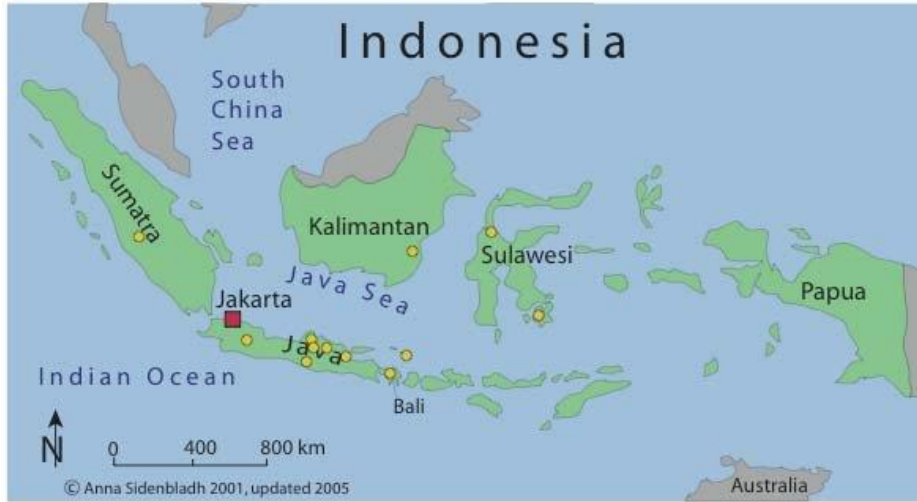 Indonesia
South
China
Sea
Sumatra
Kalimantan
Sulawesi
Java Sea
Jakarta
Papua
Java
Indian Ocean
Bali
N
0 400 800 km
Australia
© Anna Sidenbladh 2001, updated 2005